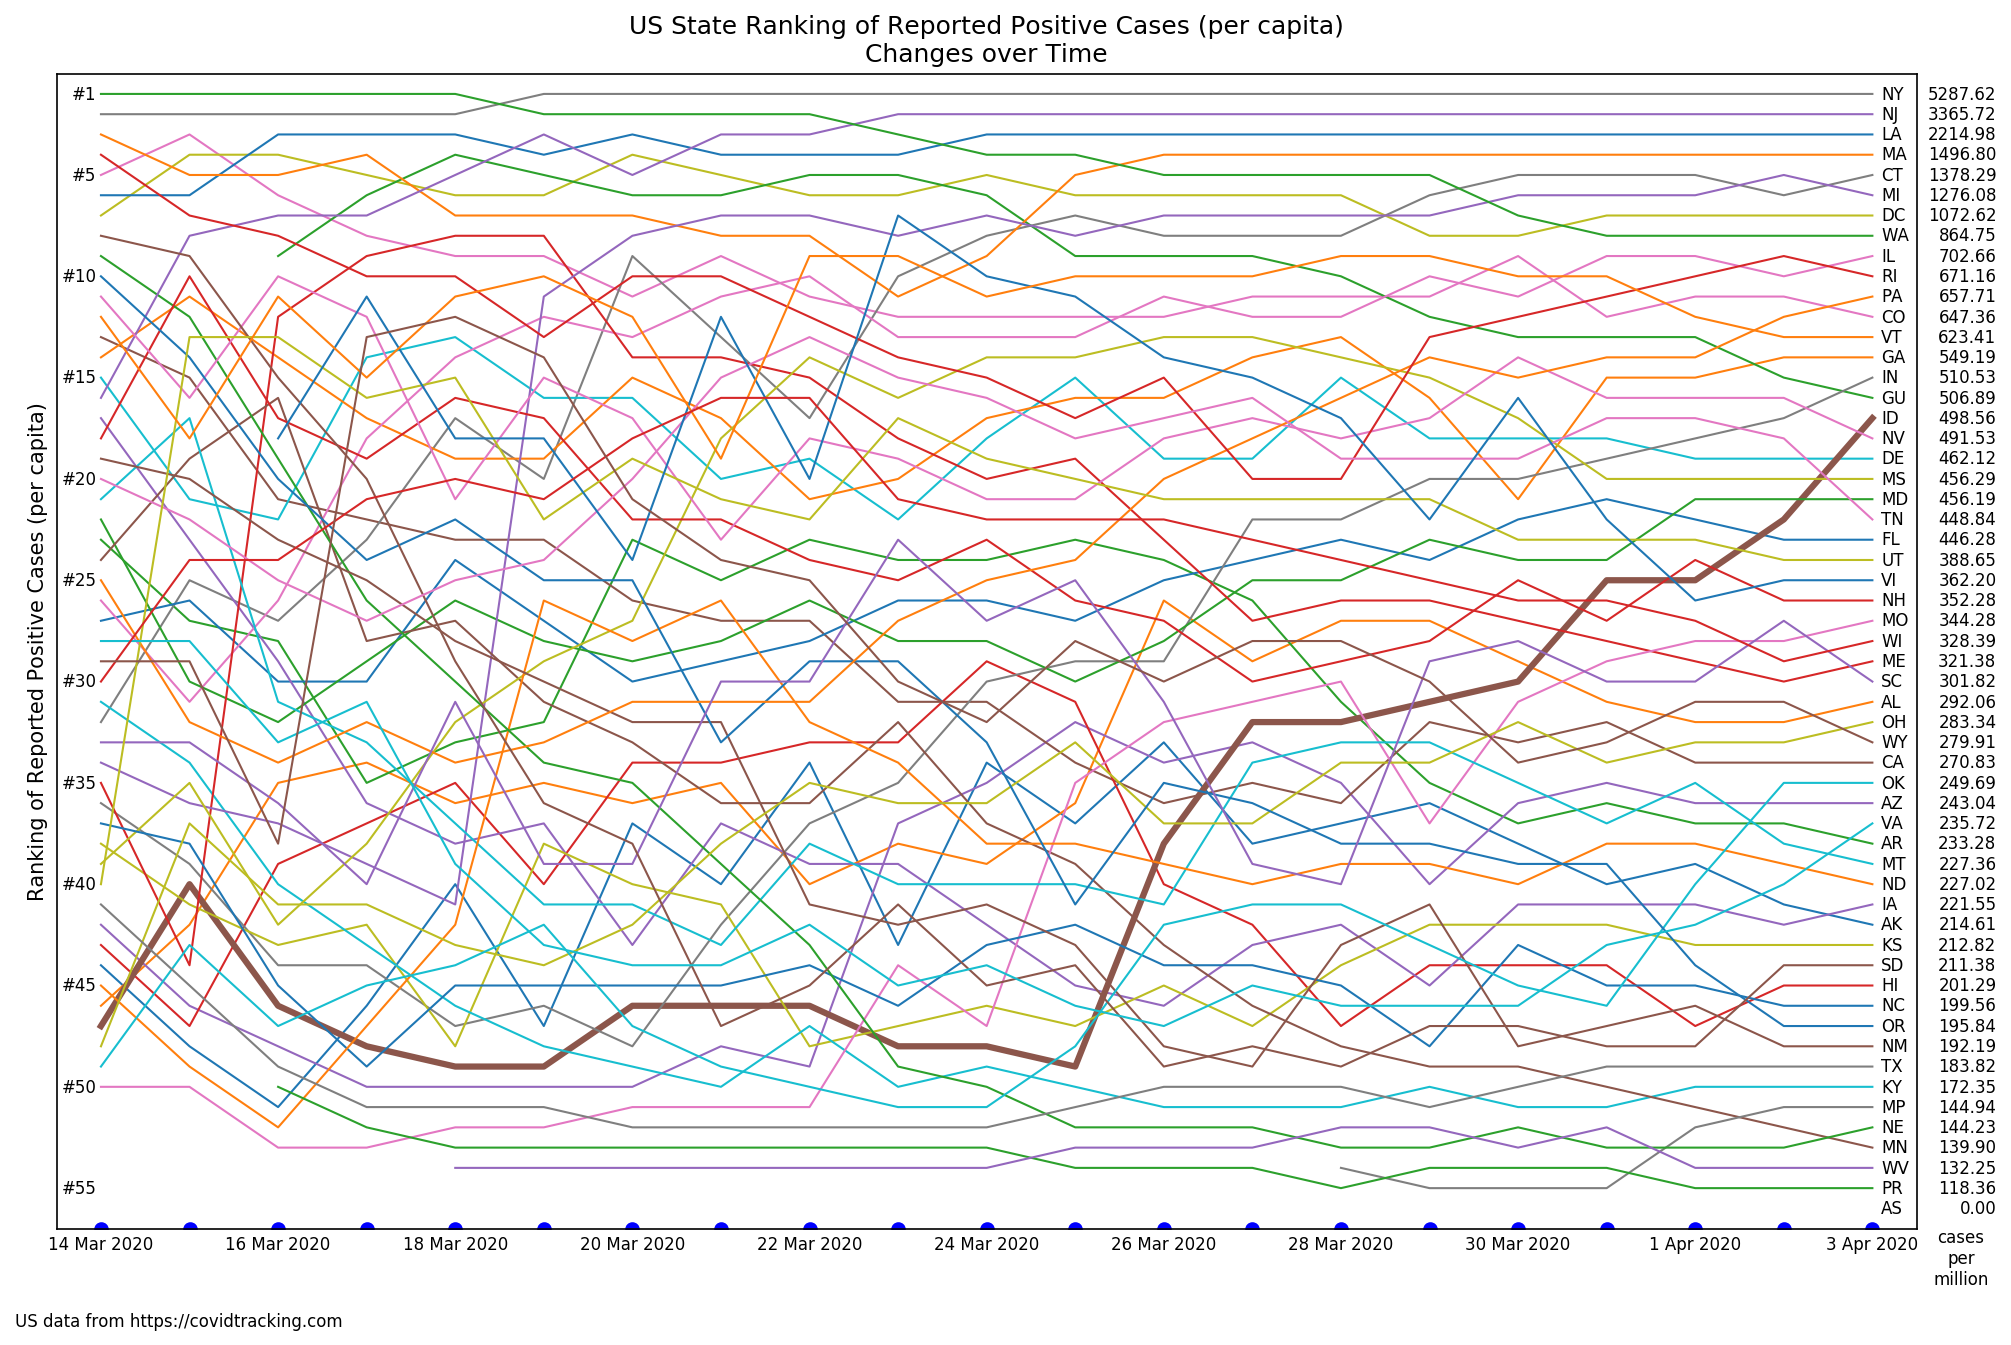 US State Ranking of Reported Positive Cases (per capita)
Changes over Time
Ranking of Reported Positive Cases (per capita)
#1
#5
#10
#15
#20
#25
#30
#35
#40
#45
#50
#55
NY 5287.62
NJ 3365.72
LA 2214.98
MA 1496.80
CT 1378.29
MI 1276.08
DC 1072.62
WA 864.75
IL 702.66
RI 671.16
PA 657.71
CO 647.36
VT 623.41
GA 549.19
IN 510.53
GU 506.89
ID 498.56
NV 491.53
DE 462.12
MS 456.29
MD 456.19
TN 448.84
FL 446.28
UT 388.65
VI 362.20
NH 352.28
MO 344.28
WI 328.39
ME 321.38
SC 301.82
AL 292.06
OH 283.34
WY 279.91
CA 270.83
OK 249.69
AZ 243.04
VA 235.72
AR 233.28
MT 227.36
ND 227.02
IA 221.55
AK 214.61
KS 212.82
SD 211.38
HI 201.29
NC 199.56
OR 195.84
NM 192.19
TX 183.82
KY 172.35
MP 144.94
NE 144.23
MN 139.90
WV 132.25
PR 118.36
AS 0.00
14 Mar 2020 16 Mar 2020 18 Mar 2020 20 Mar 2020 22 Mar 2020 24 Mar 2020 26 Mar 2020 28 Mar 2020 30 Mar 2020 1 Apr 2020 3 Apr 2020
cases
per
million
US data from https://covidtracking.com